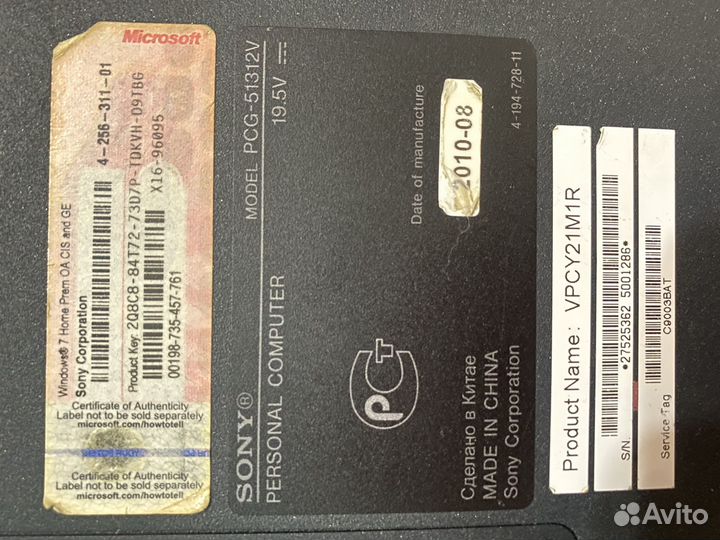 Microsoft
4-256-311-01
X16-96095
Windows® 7 Home Prem OA CIS and GE
Sony Corporation
Product Key: 2Q8C8-84T72-73D7P-TDKVH-D9TBG
00198-735-457-761
Certificate of Authenticity
Label not to be sold separately
microsoft.com/howtotell
Certificate of Authenticity
Label not to be sold separately
microsoft.com/howtotell
SONY®
MODEL PCG-51312V
PERSONAL COMPUTER
19.5V
Date of manufacture
2010-08
4-194-728-11
РСТ
Сделано в Китае
MADE IN CHINA
Sony Corporation
Product Name: VPCY21M1R
S/N. *27525362 5001286*
Service Tag C9003BAT
Avito